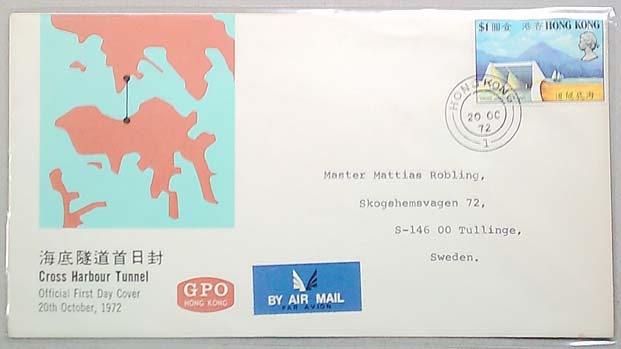 $1 圓壹 港香 HONG KONG
道隧底海
HONG KONG
20 OC
72
1
Master Mattias Robling,
Skogshemsvagen 72,
S-146 00 Tullinge,
Sweden.
海底隧道首日封
Cross Harbour Tunnel
Official First Day Cover
20th October, 1972
GPO
HONG KONG
BY AIR MAIL
PAR AVION